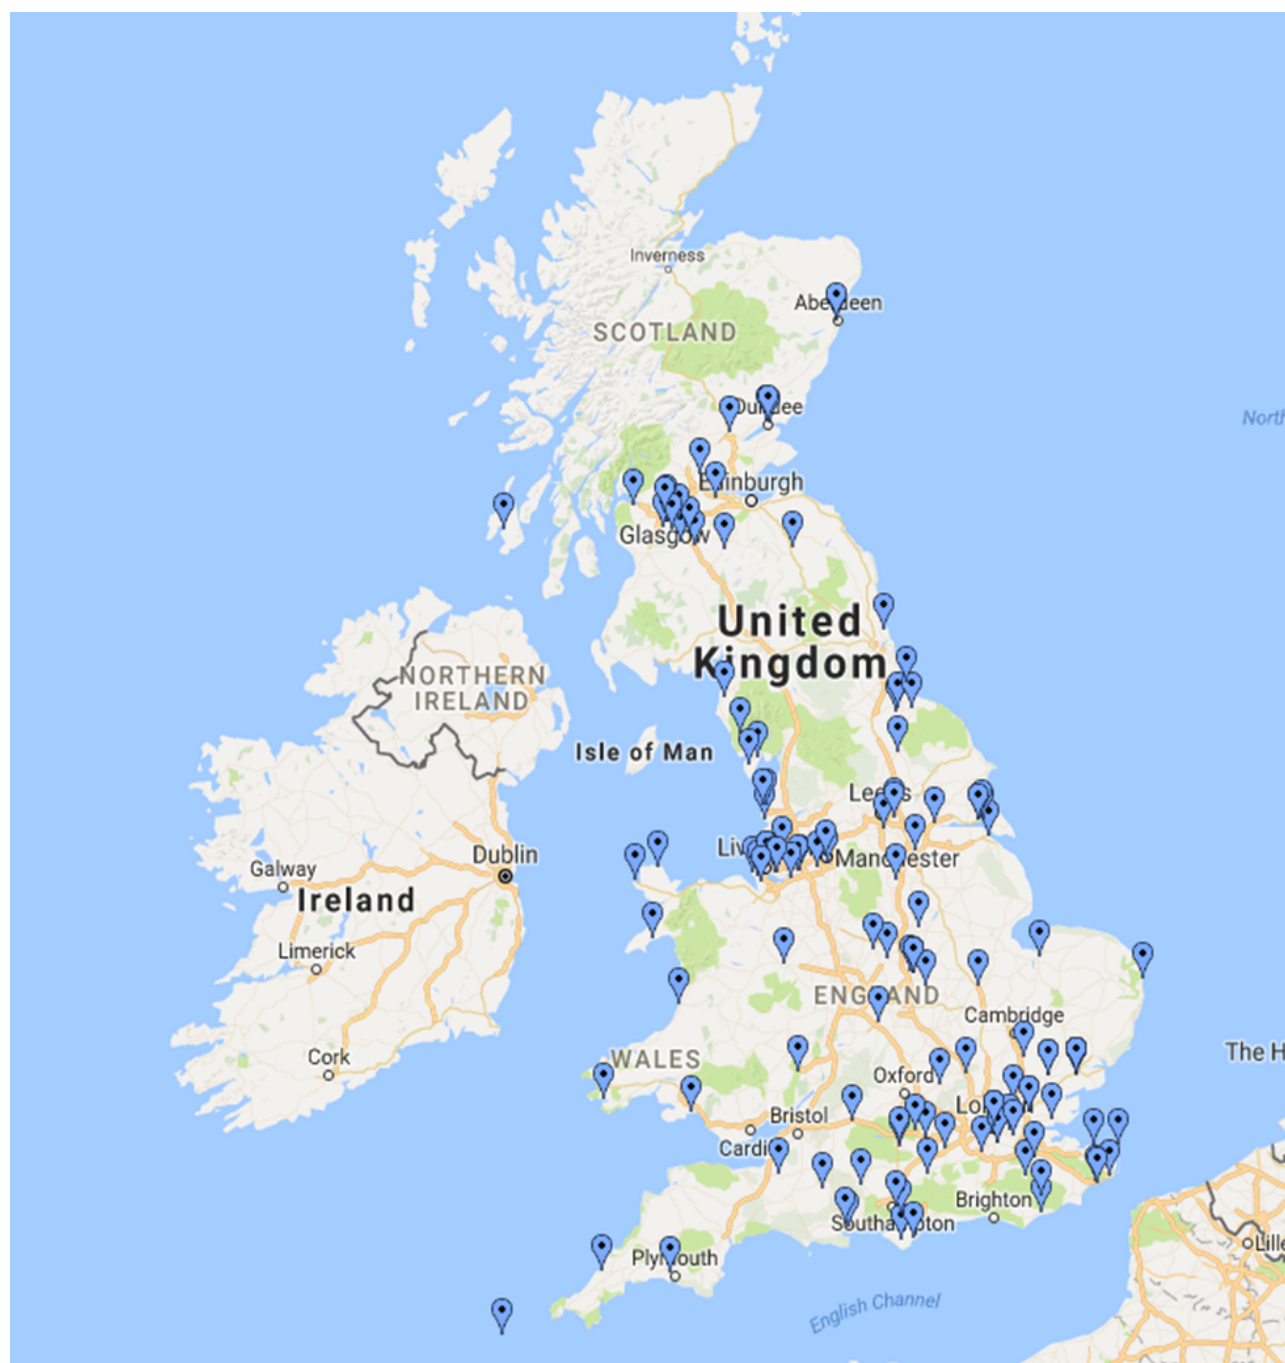 Inverness
Aberdeen
SCOTLAND
Dundee
North
Edinburgh
Glasgow
United
Kingdom
NORTHERN
IRELAND
Isle of Man
Leeds
Liv
Manchester
Dublin
Galway
Ireland
Limerick
ENGLAND
Cambridge
Cork
The H
WALES
Oxford
Lo
Bristol
Cardi
Brighton
Southampton
Lille
Plymouth
English Channel